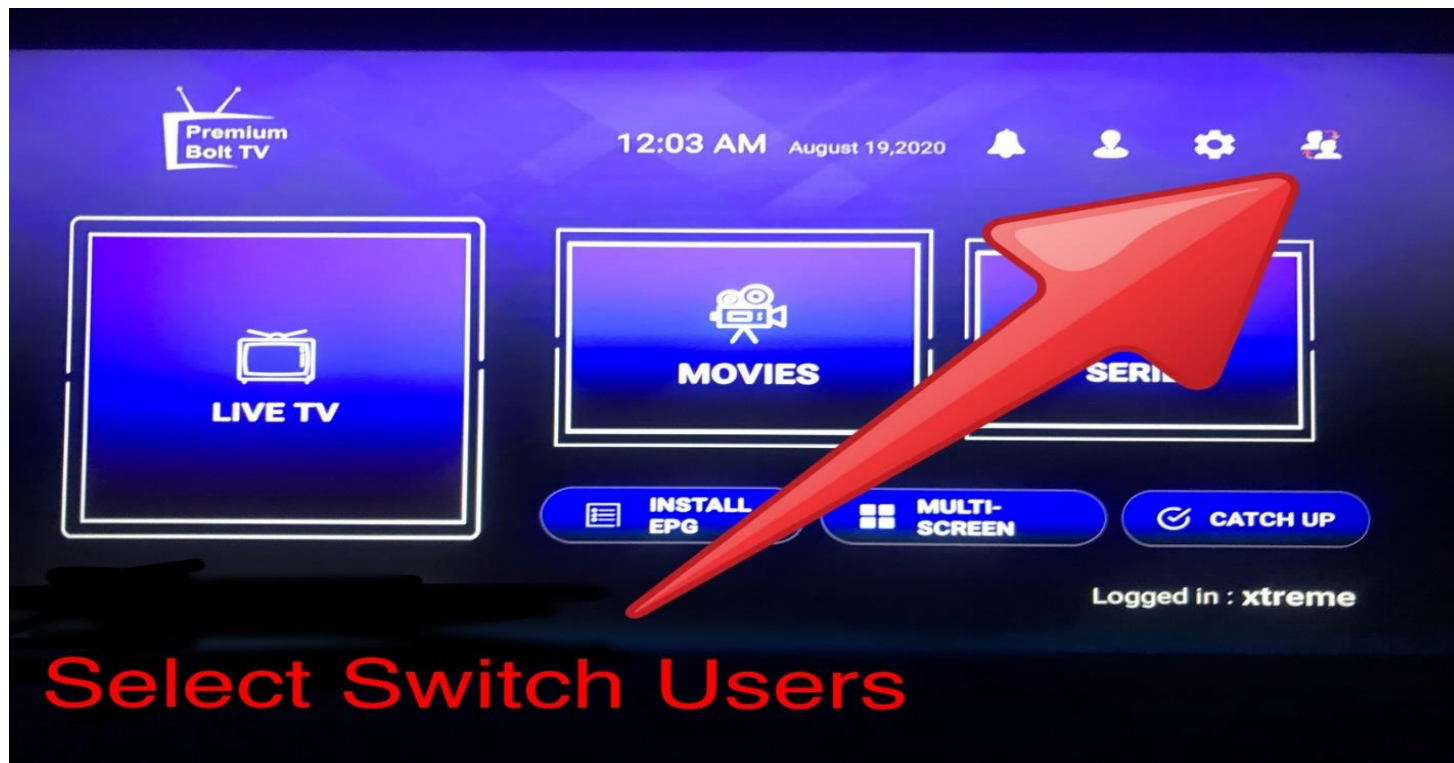 Premium
Bolt TV
12:03 AM August 19,2020
LIVE TV
MOVIES
INSTALL
EPG
MULTI-
SCREEN
CATCH UP
Logged in : xtreme
Select Switch Users